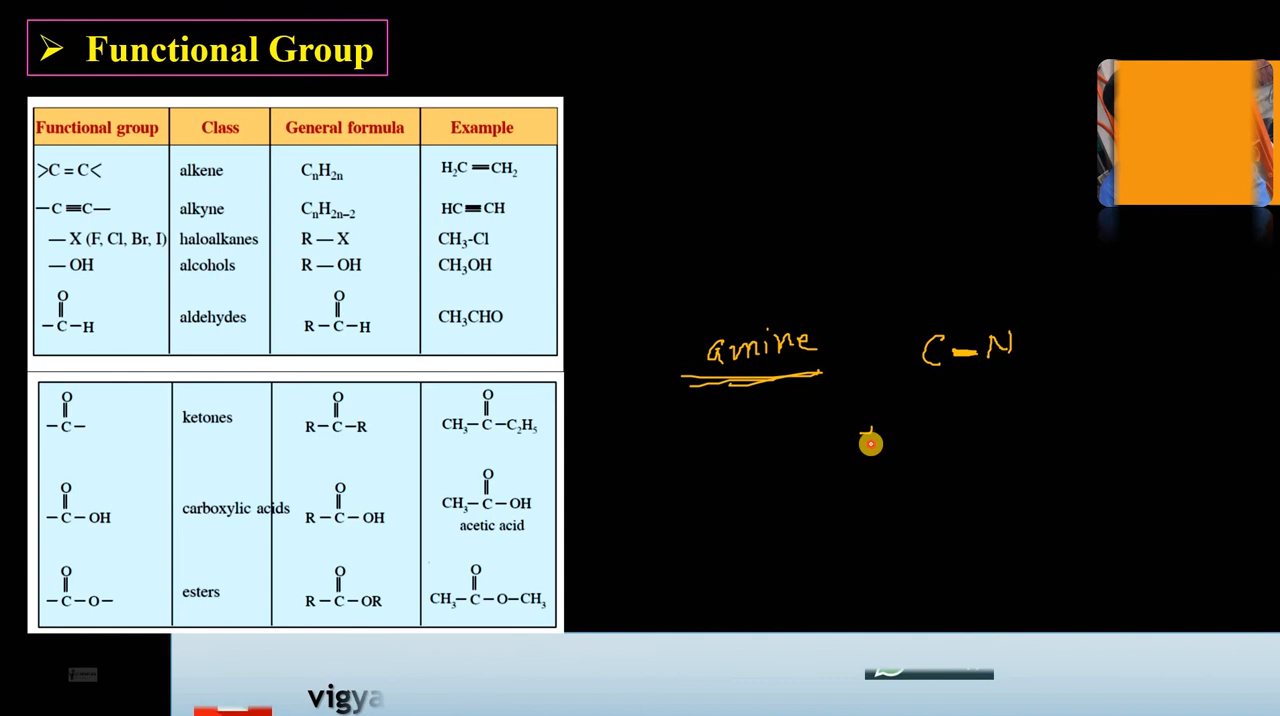 ➢ Functional Group
Functional group Class General formula Example
>C = C< alkene CₙH₂ₙ H₂C ═ CH₂
—C ≡ C— alkyne CₙH₂ₙ₋₂ HC ≡ CH
— X (F, Cl, Br, I) haloalkanes R — X CH₃-Cl
— OH alcohols R — OH CH₃OH
O O
|| ||
—C—H aldehydes R—C—H CH₃CHO
O O O
|| || ||
—C— ketones R—C—R CH₃—C—C₂H₅
O O O
|| || ||
—C—OH carboxylic acids R—C—OH CH₃—C—OH
acetic acid
O O O
|| || ||
—C—O— esters R—C—OR CH₃—C—O—CH₃
amine C—N
vigya